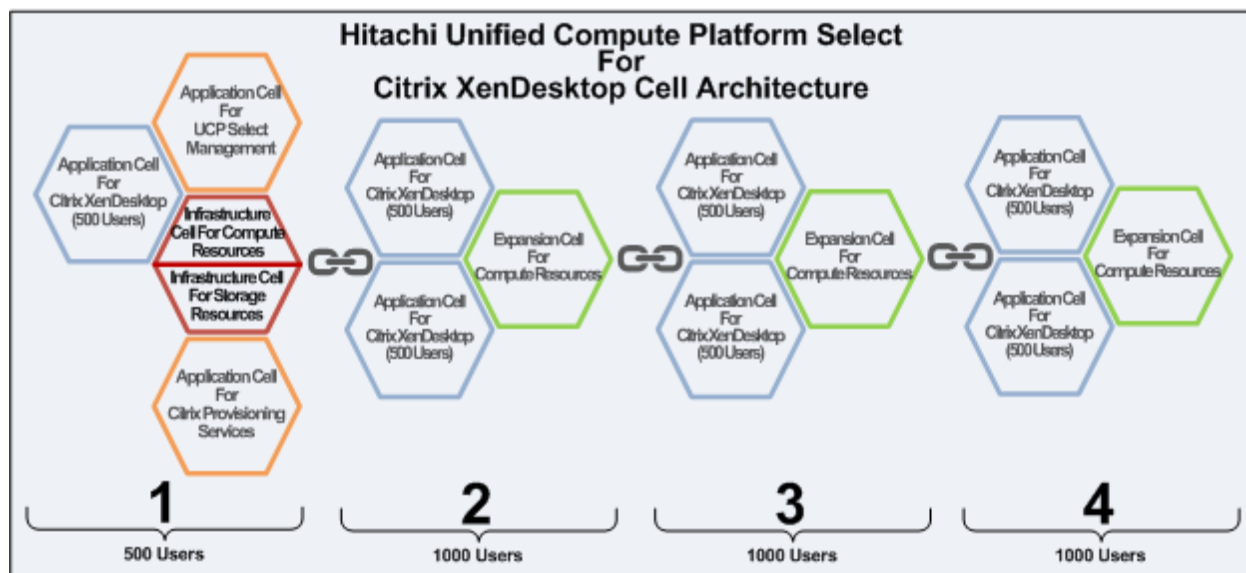 Hitachi Unified Compute Platform Select
For
Citrix XenDesktop Cell Architecture
Application Cell
For
UCP Select
Management
Application Cell
For
Citrix XenDesktop
(500 Users)
Infrastructure
Cell For Compute
Resources
Infrastructure Cell
For Storage
Resources
Application Cell
For
Citrix Provisioning
Services
Application Cell
For
Citrix XenDesktop
(500 Users)
Expansion Cell
For
Compute Resources
Application Cell
For
Citrix XenDesktop
(500 Users)
Application Cell
For
Citrix XenDesktop
(500 Users)
Expansion Cell
For
Compute Resources
Application Cell
For
Citrix XenDesktop
(500 Users)
Application Cell
For
Citrix XenDesktop
(500 Users)
Expansion Cell
For
Compute Resources
Application Cell
For
Citrix XenDesktop
(500 Users)
1
500 Users
2
1000 Users
3
1000 Users
4
1000 Users